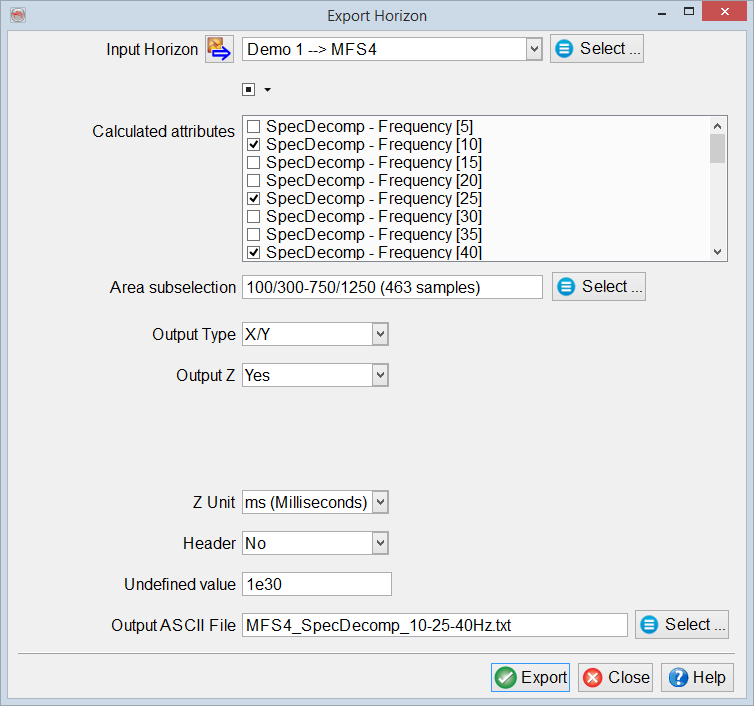 Export Horizon
Input Horizon Demo 1 --> MFS4 Select ...
Calculated attributes
SpecDecomp - Frequency [5]
SpecDecomp - Frequency [10]
SpecDecomp - Frequency [15]
SpecDecomp - Frequency [20]
SpecDecomp - Frequency [25]
SpecDecomp - Frequency [30]
SpecDecomp - Frequency [35]
SpecDecomp - Frequency [40]
Area subselection 100/300-750/1250 (463 samples) Select ...
Output Type X/Y
Output Z Yes
Z Unit ms (Milliseconds)
Header No
Undefined value 1e30
Output ASCII File MFS4_SpecDecomp_10-25-40Hz.txt Select ...
Export Close Help